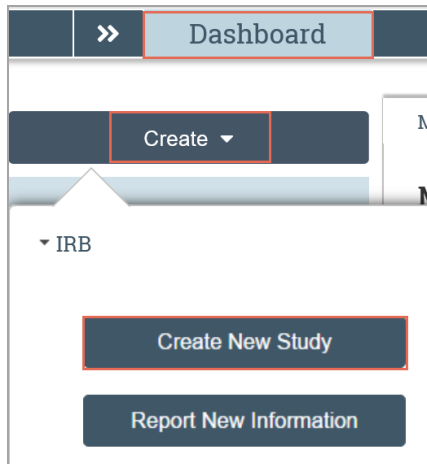 Dashboard
Create
IRB
Create New Study
Report New Information